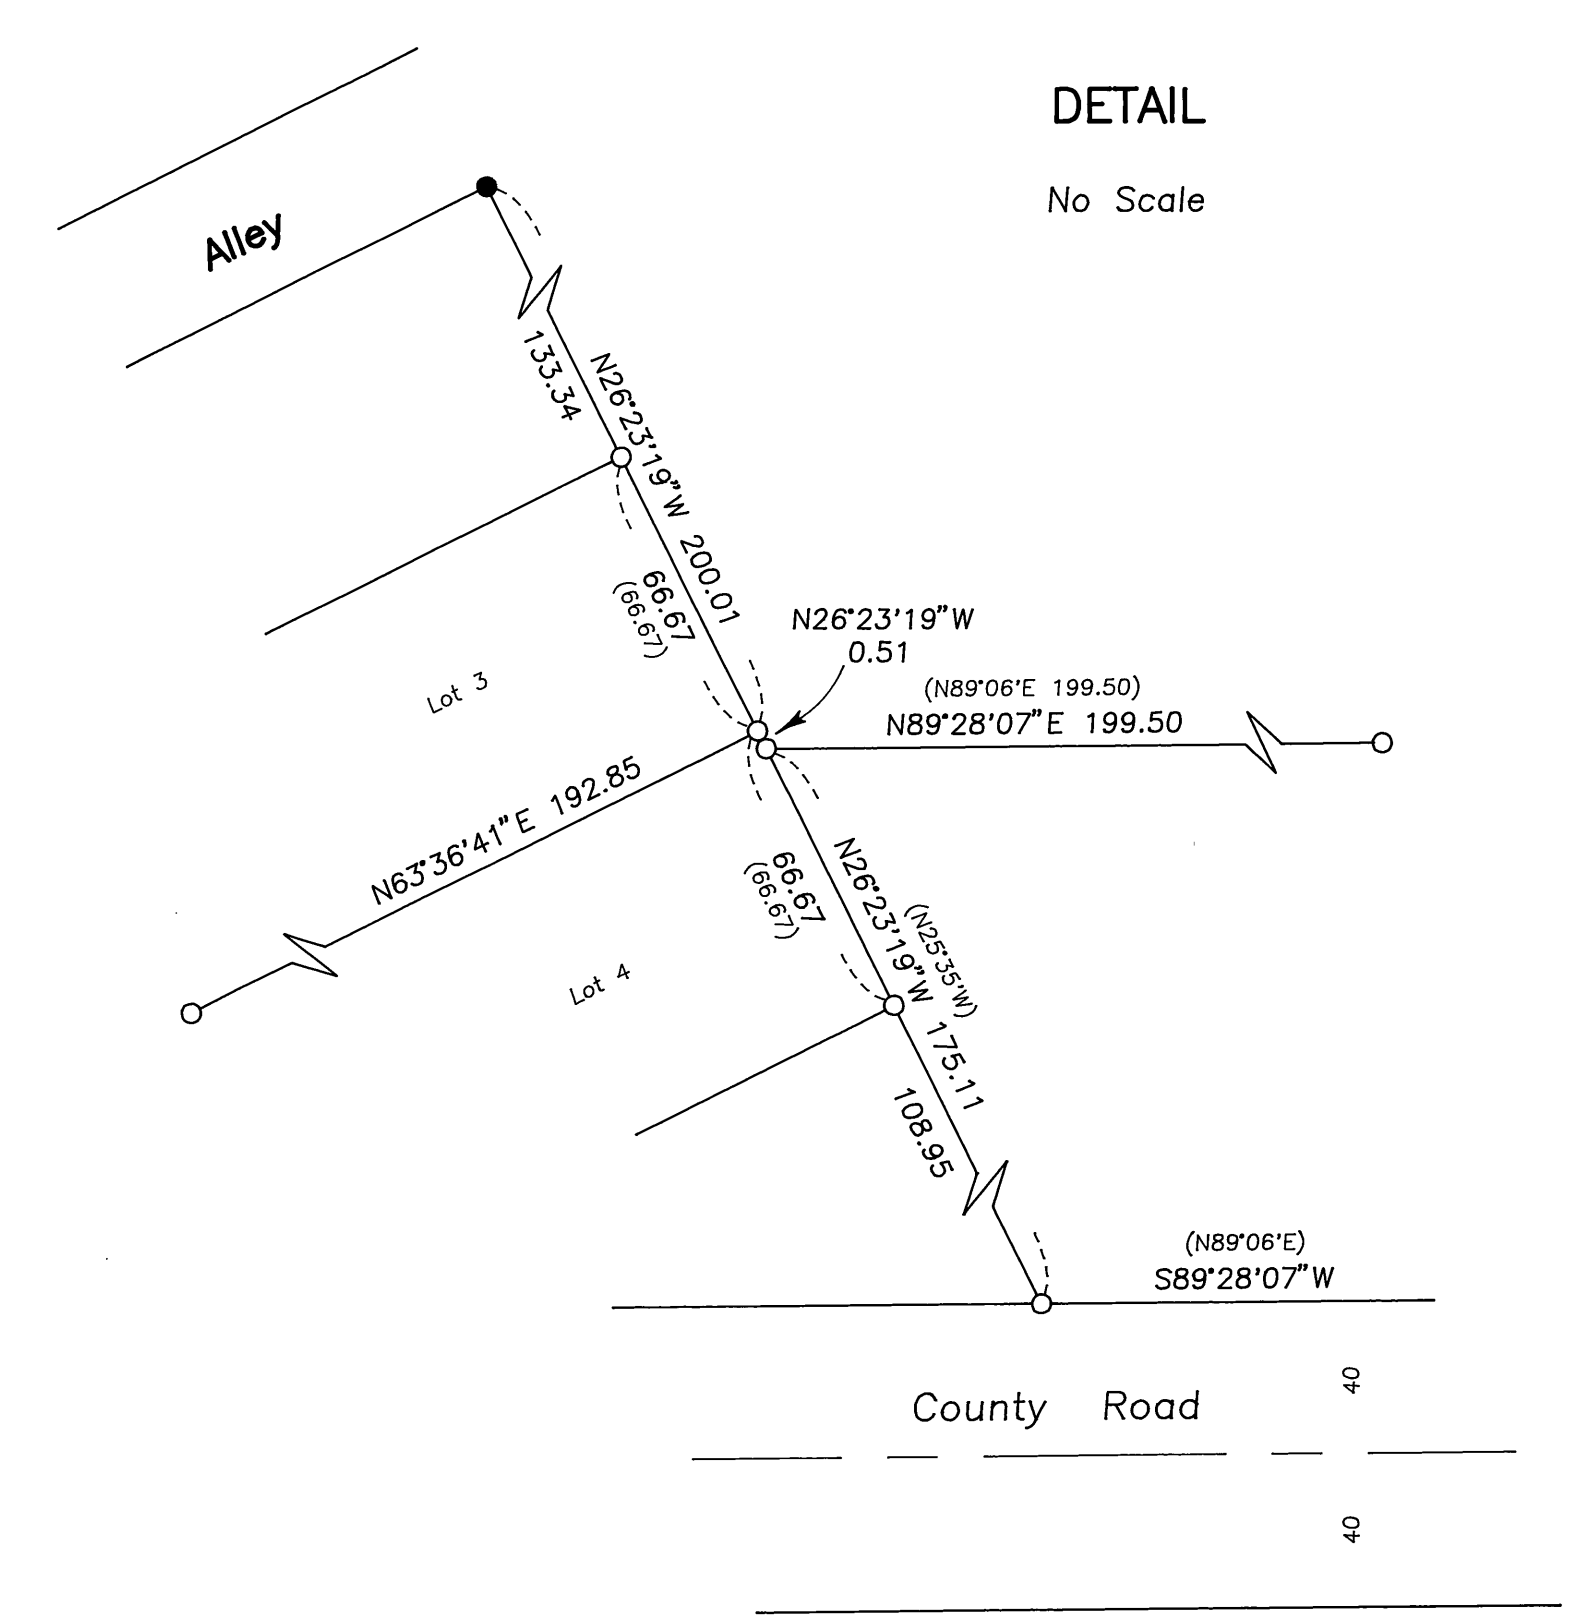 DETAIL
No Scale
Alley
133.34
N26°23'19"W 200.01
66.67
(66.67)
N26°23'19"W
0.51
(N89°06'E 199.50)
N89°28'07"E 199.50
Lot 3
N63°36'41"E 192.85
66.67
(66.67)
N26°23'19"W 175.11
(N25°35'W)
Lot 4
108.95
(N89°06'E)
S89°28'07"W
40
County Road
40